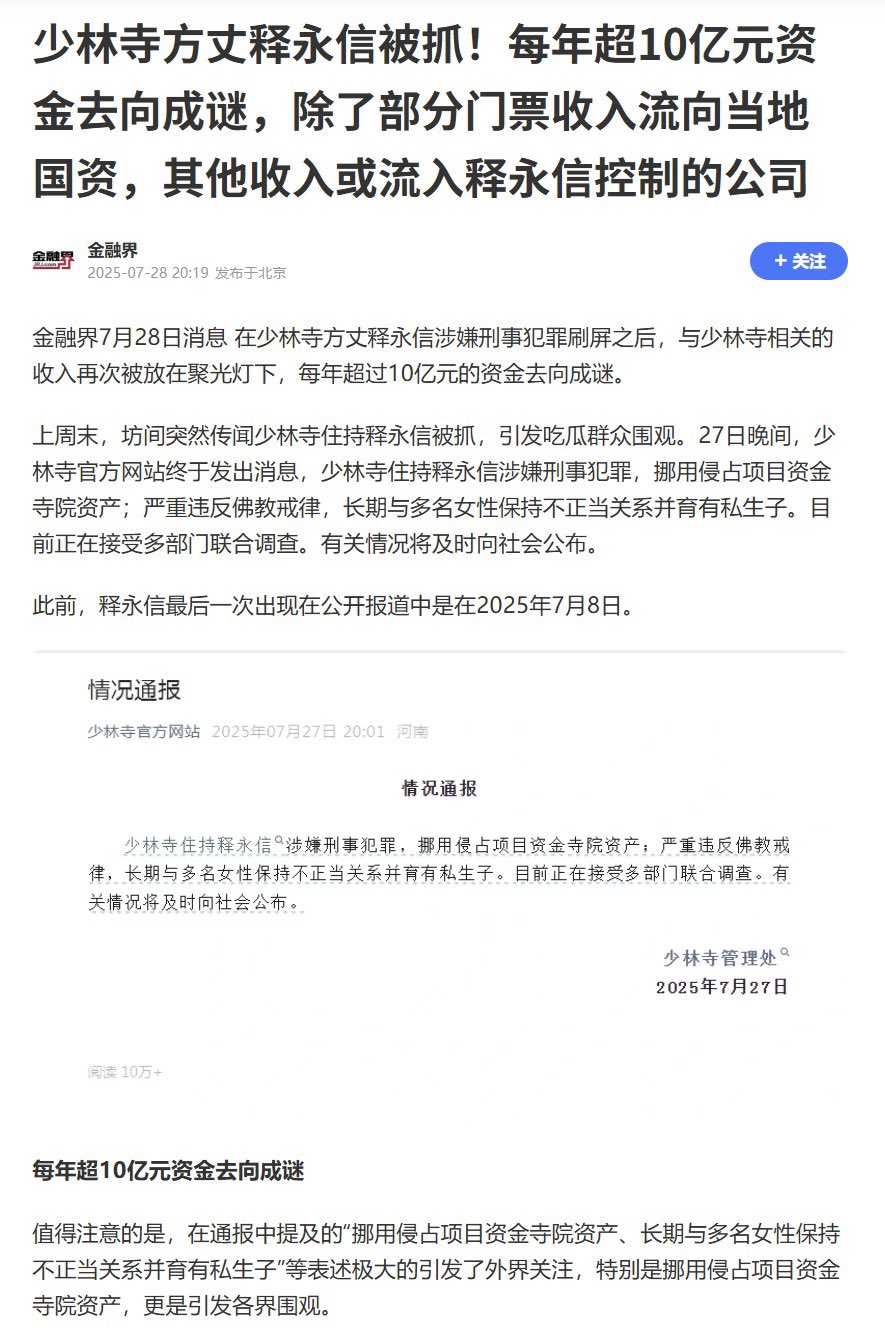 少林寺方丈释永信被抓！每年超10亿元资
金去向成谜，除了部分门票收入流向当地
国资，其他收入或流入释永信控制的公司
金融界
JRJ.com
金融界
2025-07-28 20:19 发布于北京
+ 关注
金融界7月28日消息 在少林寺方丈释永信涉嫌刑事犯罪刷屏之后，与少林寺相关的
收入再次被放在聚光灯下，每年超过10亿元的资金去向成谜。
上周末，坊间突然传闻少林寺住持释永信被抓，引发吃瓜群众围观。27日晚间，少
林寺官方网站终于发出消息，少林寺住持释永信涉嫌刑事犯罪，挪用侵占项目资金
寺院资产；严重违反佛教戒律，长期与多名女性保持不正当关系并育有私生子。目
前正在接受多部门联合调查。有关情况将及时向社会公布。
此前，释永信最后一次出现在公开报道中是在2025年7月8日。
情况通报
少林寺官方网站 2025年07月27日 20:01 河南
情况通报
少林寺住持释永信涉嫌刑事犯罪，挪用侵占项目资金寺院资产；严重违反佛教戒
律，长期与多名女性保持不正当关系并育有私生子。目前正在接受多部门联合调查。有
关情况将及时向社会公布。
少林寺管理处
2025年7月27日
阅读 10万+
每年超10亿元资金去向成谜
值得注意的是，在通报中提及的“挪用侵占项目资金寺院资产、长期与多名女性保持
不正当关系并育有私生子”等表述极大的引发了外界关注，特别是挪用侵占项目资金
寺院资产，更是引发各界围观。